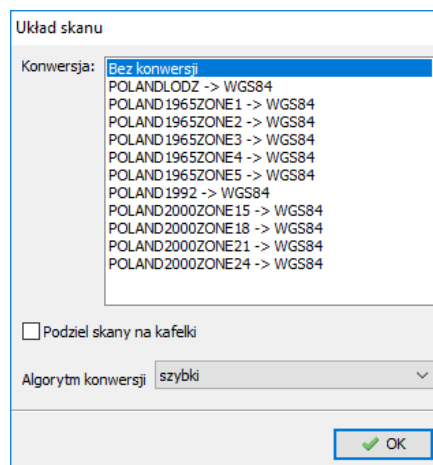 Układ skanu
Konwersja:
Bez konwersji
POLANDLODZ -> WGS84
POLAND1965ZONE1 -> WGS84
POLAND1965ZONE2 -> WGS84
POLAND1965ZONE3 -> WGS84
POLAND1965ZONE4 -> WGS84
POLAND1965ZONE5 -> WGS84
POLAND1992 -> WGS84
POLAND2000ZONE15 -> WGS84
POLAND2000ZONE18 -> WGS84
POLAND2000ZONE21 -> WGS84
POLAND2000ZONE24 -> WGS84
Podziel skany na kafelki
Algorytm konwersji szybki
OK